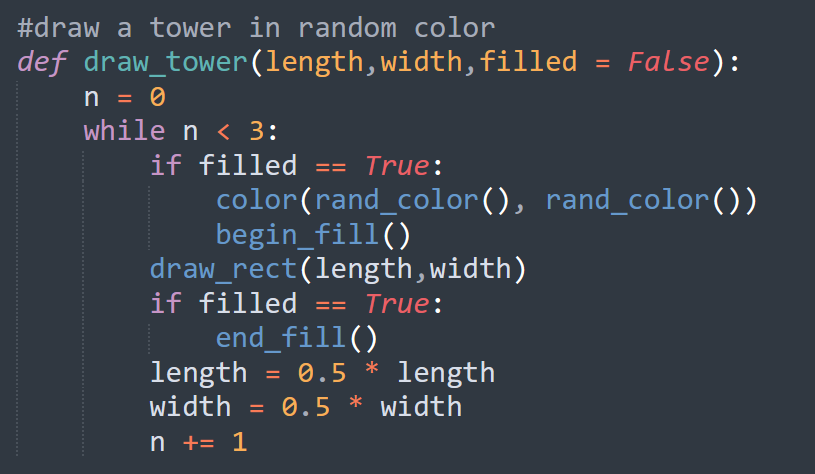 #draw a tower in random color
def draw_tower(length,width,filled = False):
    n = 0
    while n < 3:
        if filled == True:
            color(rand_color(), rand_color())
            begin_fill()
        draw_rect(length,width)
        if filled == True:
            end_fill()
        length = 0.5 * length
        width = 0.5 * width
        n += 1